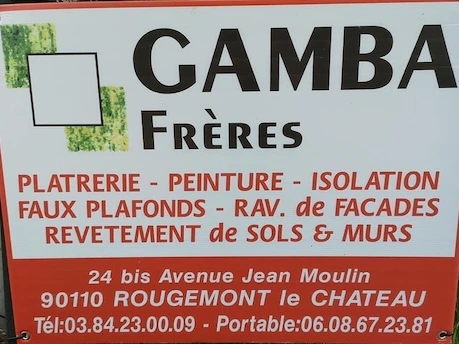 GAMBA
FRÈRES
PLATRERIE - PEINTURE - ISOLATION
FAUX PLAFONDS - RAV. de FACADES
REVETEMENT de SOLS & MURS
24 bis Avenue Jean Moulin
90110 ROUGEMONT le CHATEAU
Tél:03.84.23.00.09 - Portable:06.08.67.23.81